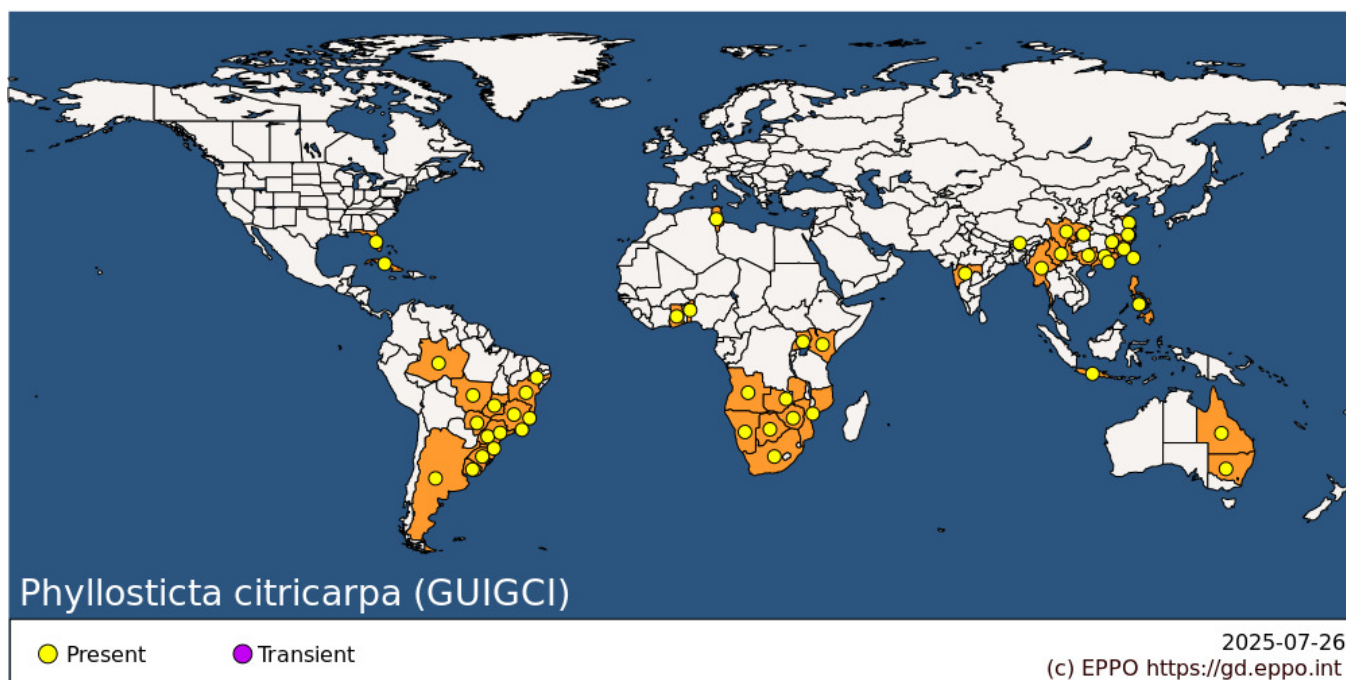 Phyllosticta citricarpa (GUIGCI)
Present
Transient
2025-07-26
(c) EPPO https://gd.eppo.int